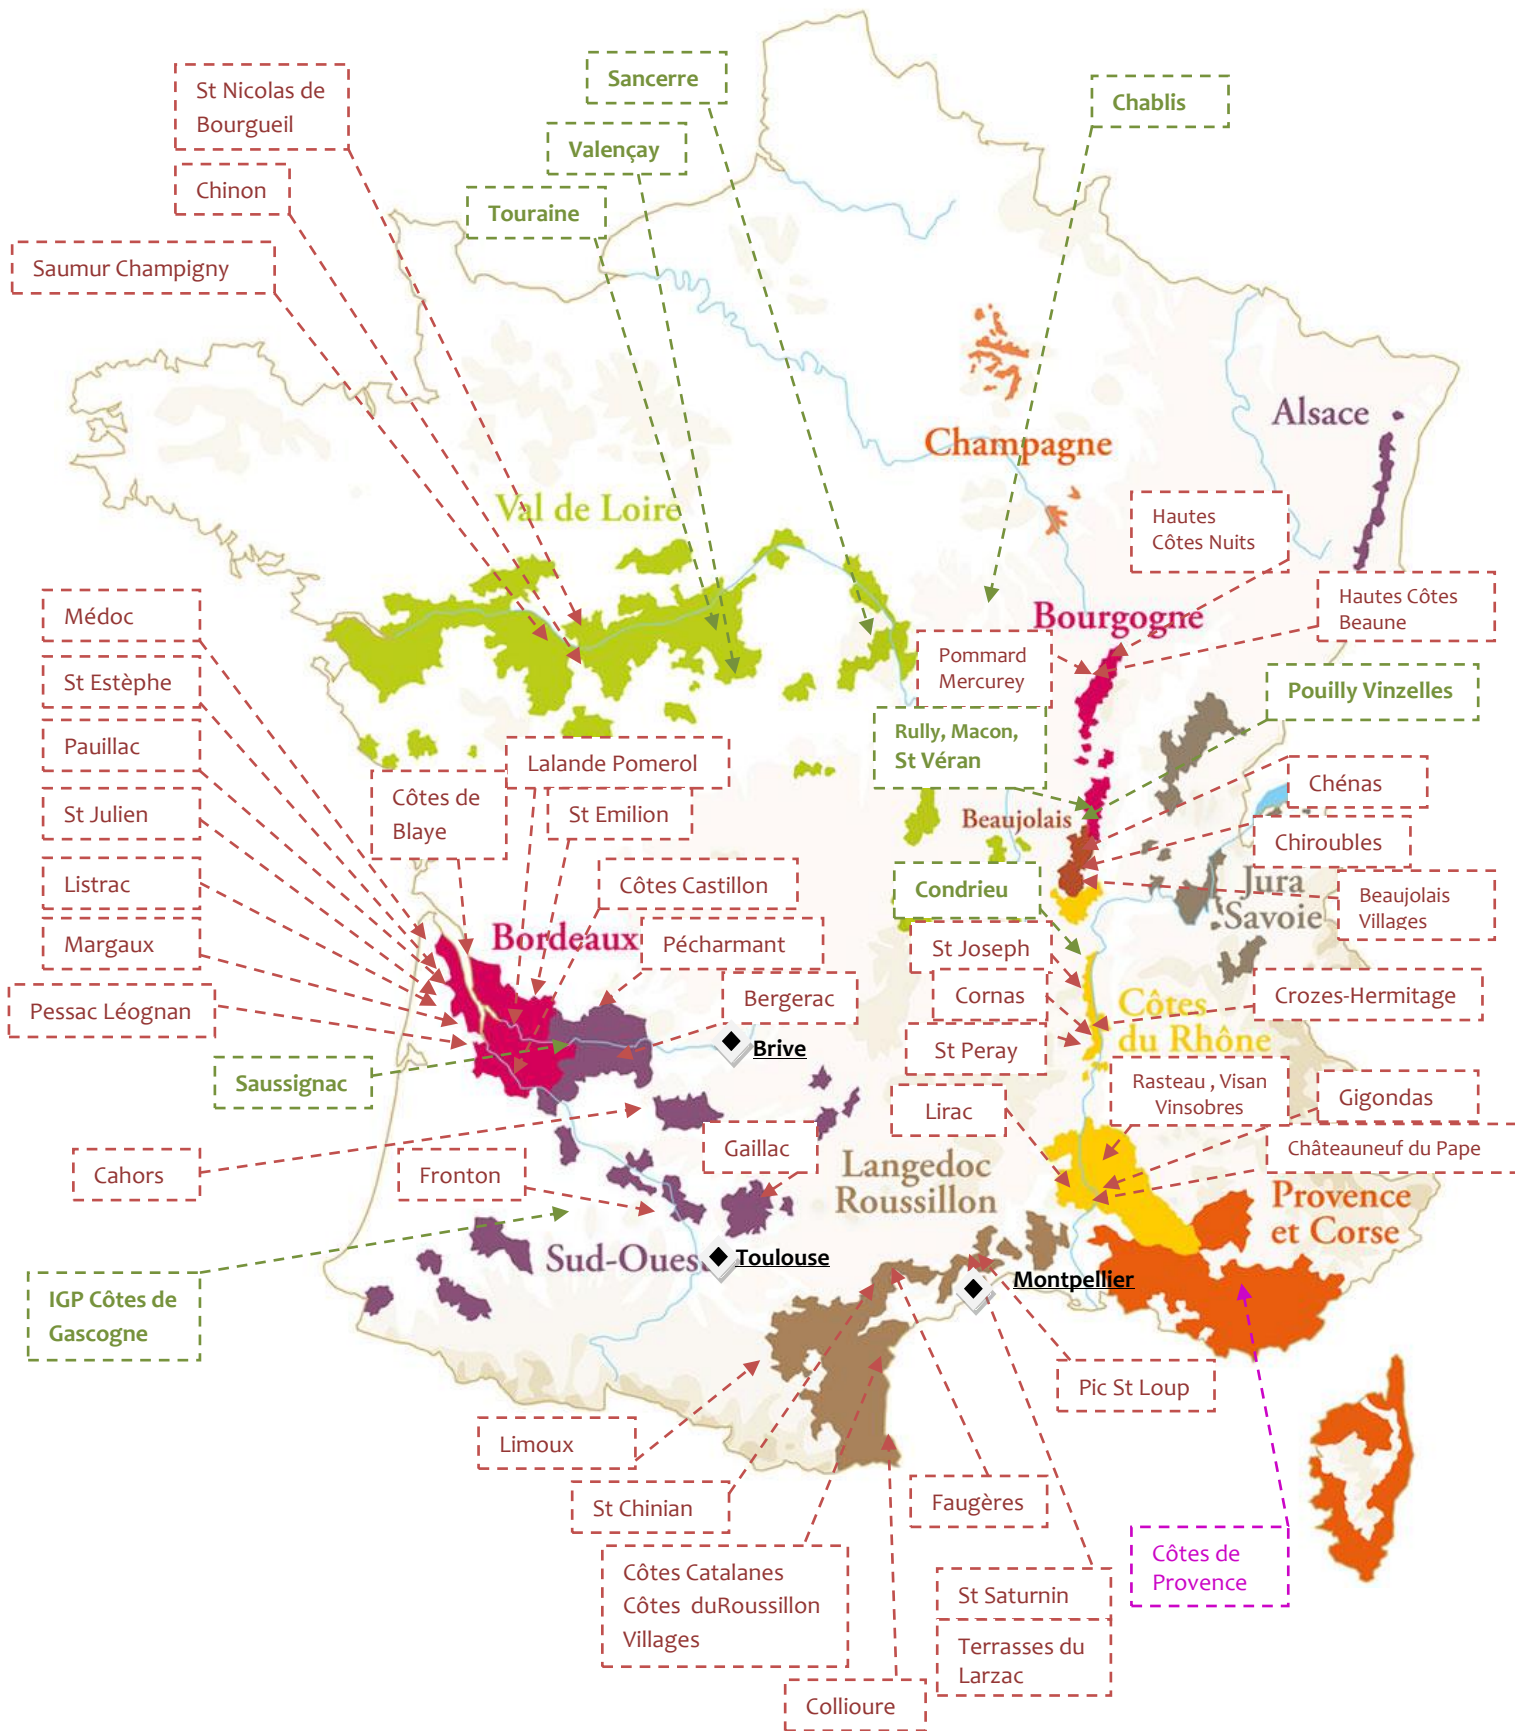 Sancerre
St Nicolas de
Bourgueil
Chablis
Valençay
Chinon
Touraine
Saumur Champigny
Alsace
Champagne
Val de Loire
Hautes
Côtes Nuits
Médoc
Hautes Côtes
Beaune
Bourgogne
Pommard
Mercurey
St Estèphe
Pouilly Vinzelles
Rully, Macon,
St Véran
Pauillac
Lalande Pomerol
Côtes de
Blaye
St Emilion
St Julien
Chénas
Beaujolais
Chiroubles
Listrac
Côtes Castillon
Condrieu
Jura
Savoie
Beaujolais
Villages
Margaux
Bordeaux
Pécharmant
St Joseph
Pessac Léognan
Bergerac
Cornas
Côtes
du Rhône
Crozes-Hermitage
Brive
St Peray
Saussignac
Rasteau , Visan
Vinsobres
Gigondas
Lirac
Cahors
Fronton
Gaillac
Langedoc
Roussillon
Châteauneuf du Pape
Provence
et Corse
Sud-Oues
Toulouse
Montpellier
IGP Côtes de
Gascogne
Pic St Loup
Limoux
St Chinian
Faugères
Côtes de
Provence
Côtes Catalanes
Côtes duRoussillon
Villages
St Saturnin
Terrasses du
Larzac
Collioure